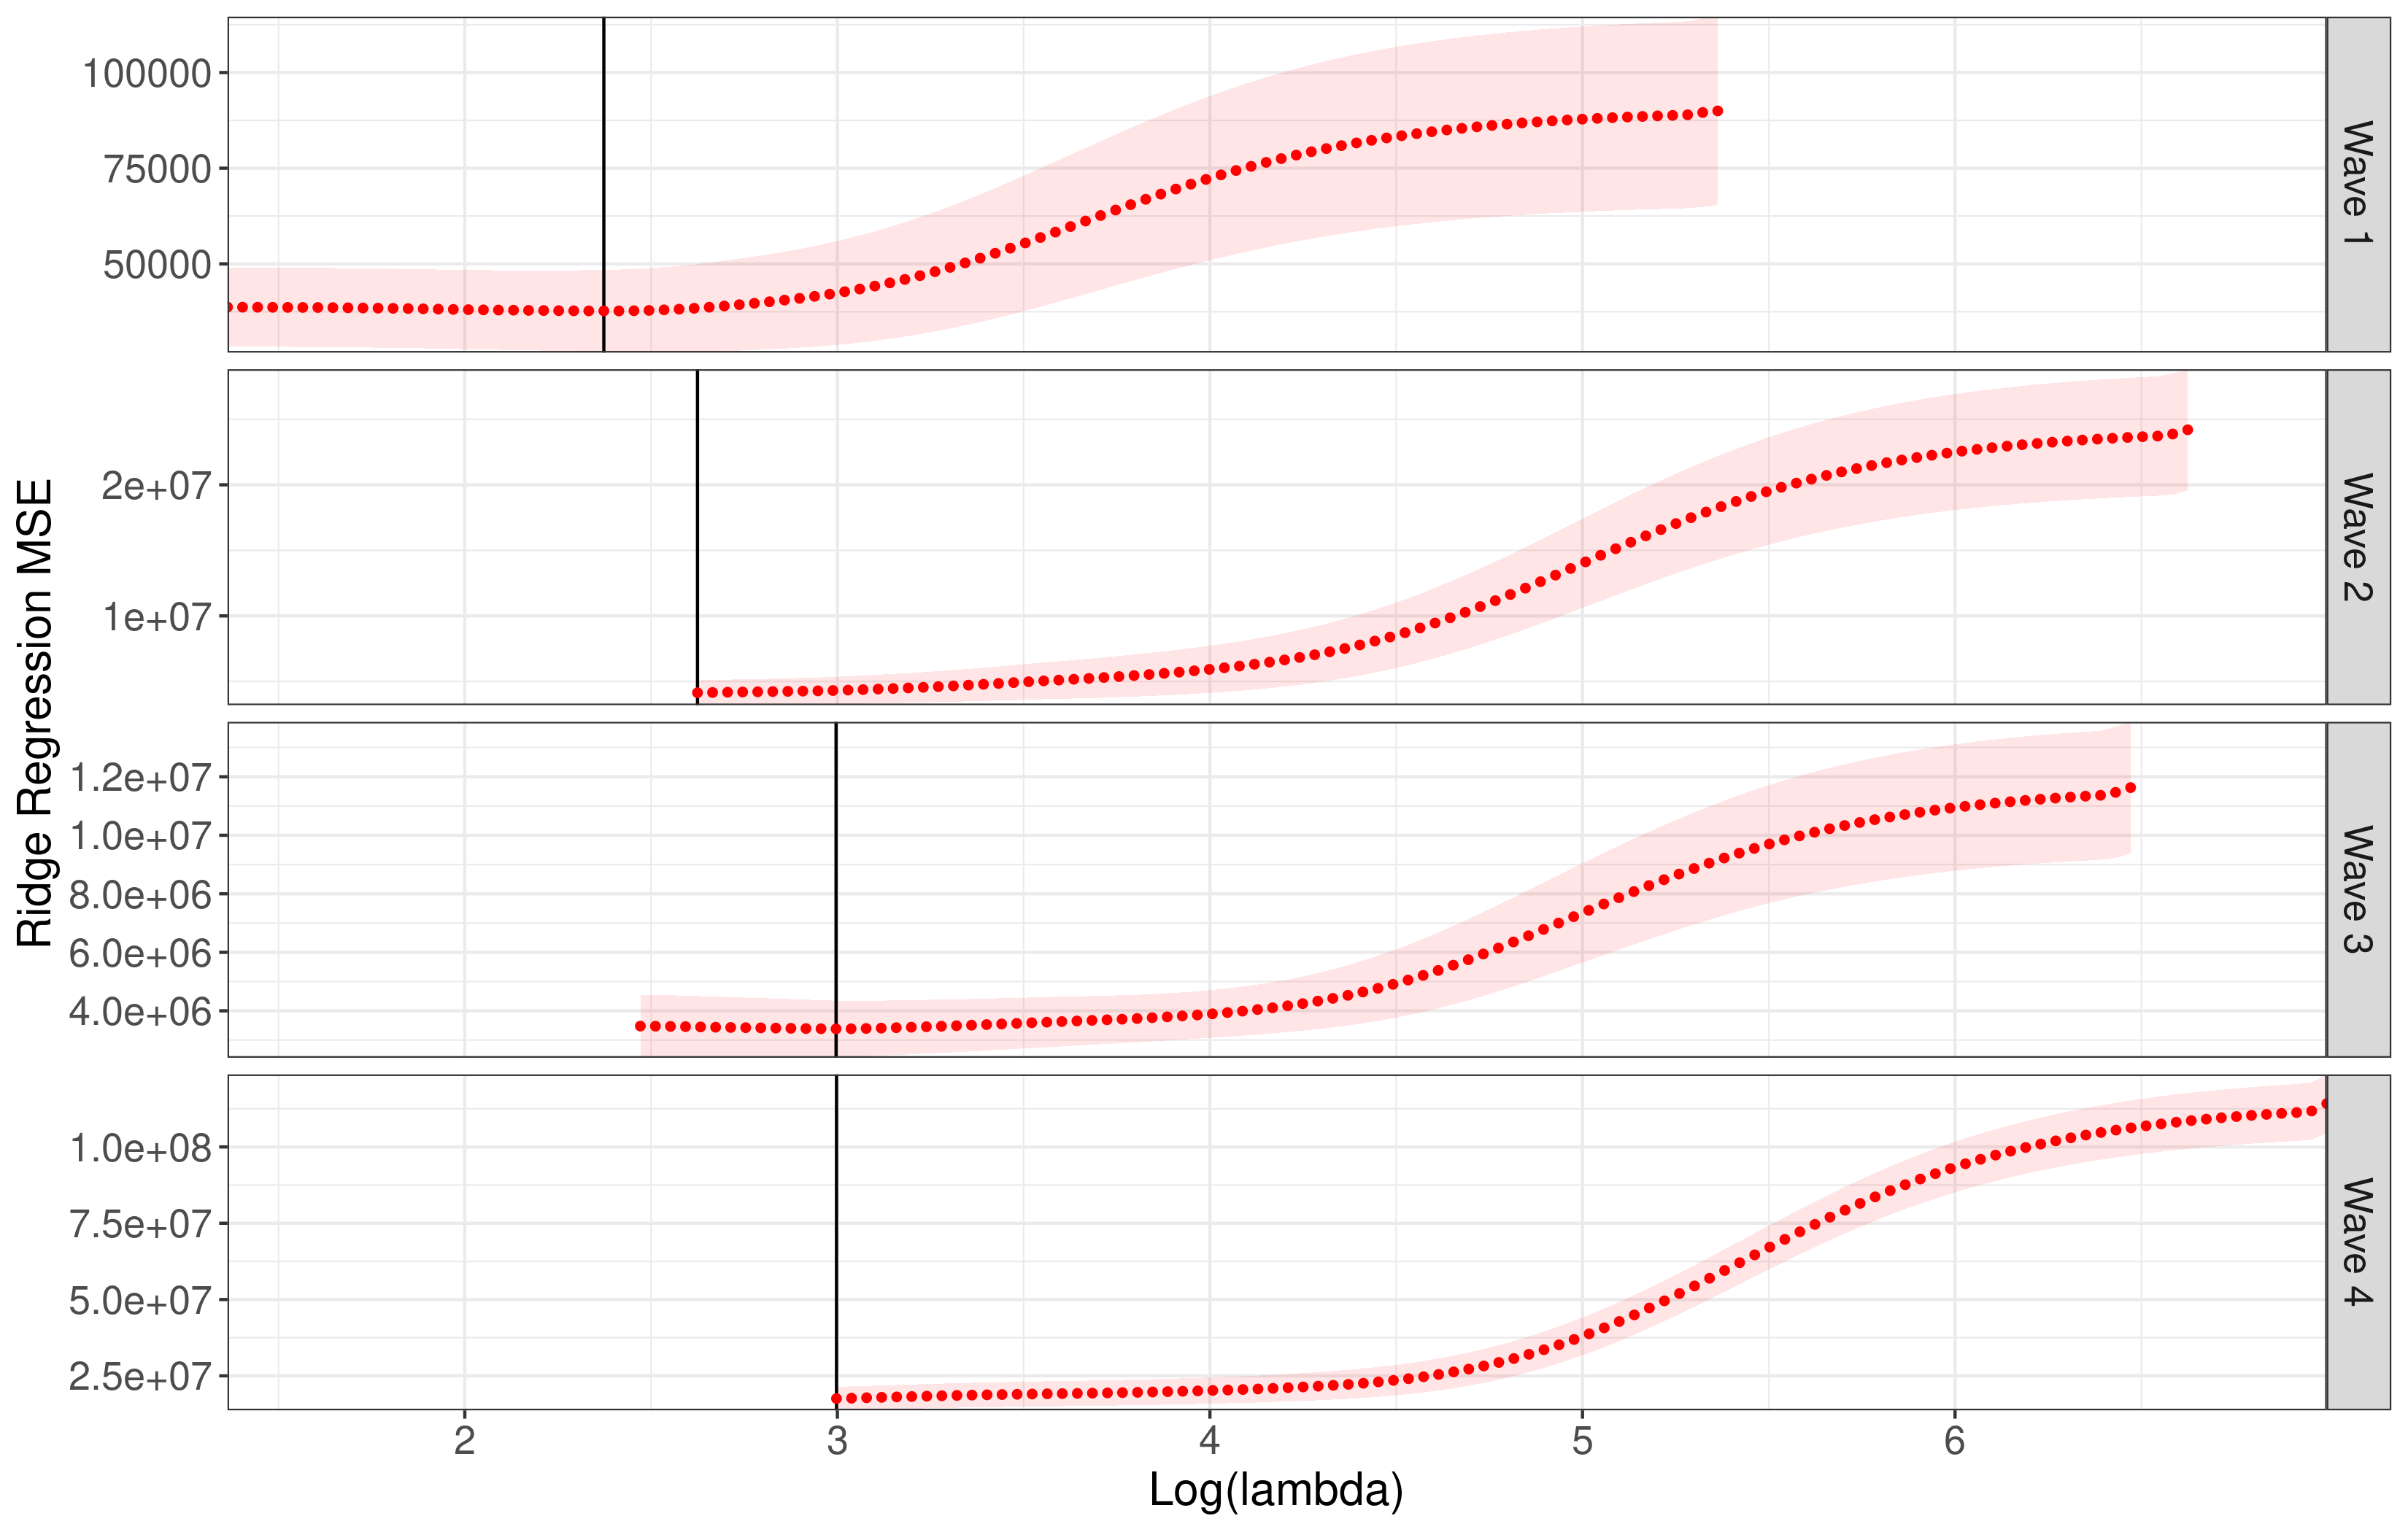 Ridge Regression MSE
100000
75000
50000
Wave 1
2e+07
1e+07
Wave 2
1.2e+07
1.0e+07
8.0e+06
6.0e+06
4.0e+06
Wave 3
1.0e+08
7.5e+07
5.0e+07
2.5e+07
Wave 4
2 3 4 5 6
Log(lambda)